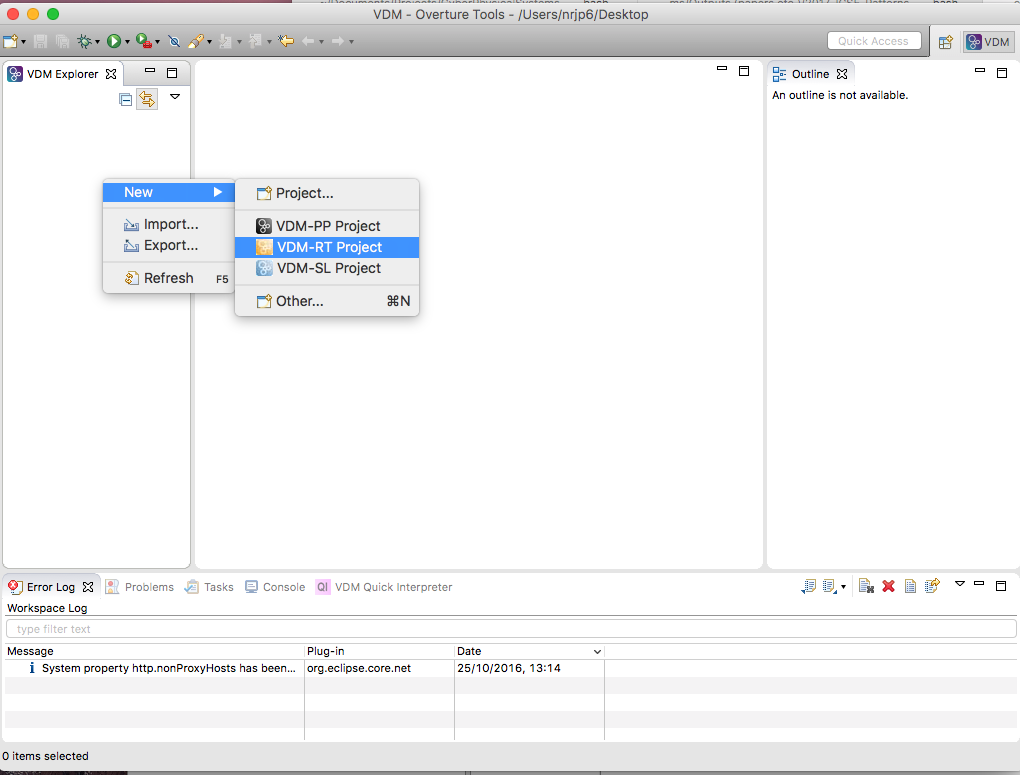 VDM - Overture Tools - /Users/nrjp6/Desktop
Quick Access
VDM
VDM Explorer
Outline
An outline is not available.
New
Import...
Export...
Refresh F5
Project...
VDM-PP Project
VDM-RT Project
VDM-SL Project
Other... ⌘N
Error Log Problems Tasks Console QI VDM Quick Interpreter
Workspace Log
type filter text
Message Plug-in Date
System property http.nonProxyHosts has been... org.eclipse.core.net 25/10/2016, 13:14
0 items selected